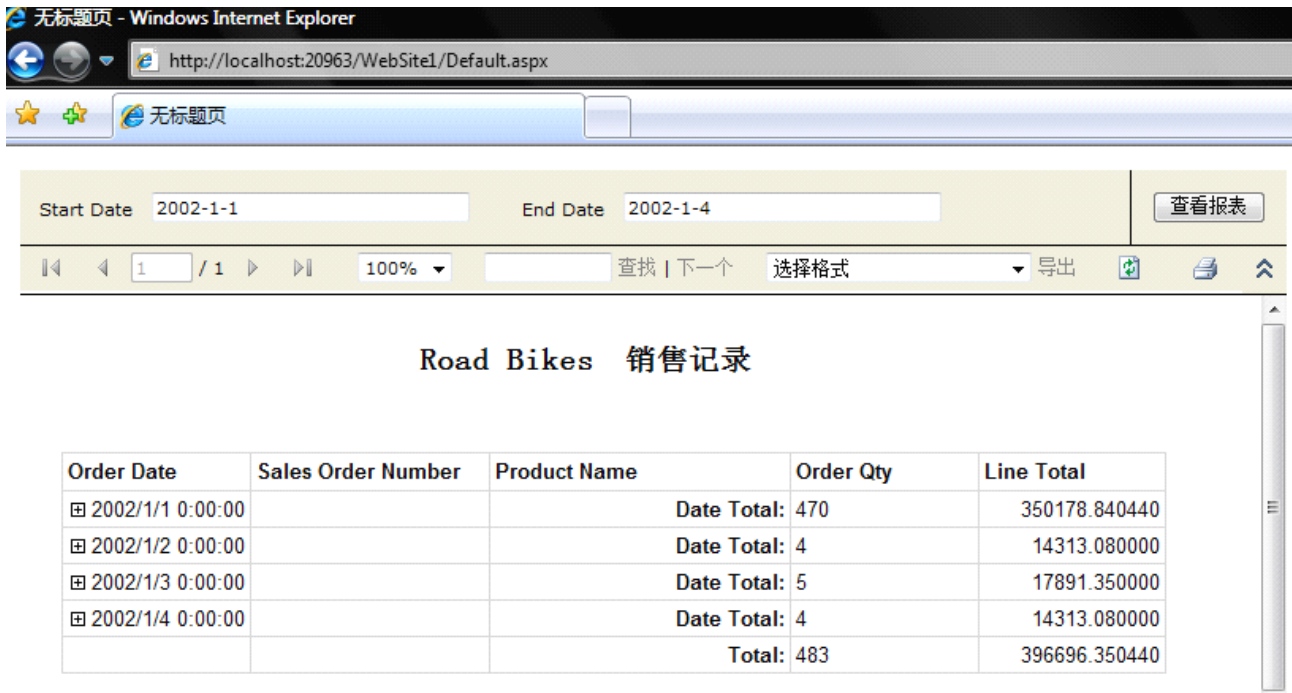 无标题页 - Windows Internet Explorer
http://localhost:20963/WebSite1/Default.aspx
无标题页
Start Date 2002-1-1 End Date 2002-1-4 查看报表
1 / 1 100% 查找 | 下一个 选择格式 导出
Road Bikes 销售记录
Order Date Sales Order Number Product Name Order Qty Line Total
2002/1/1 0:00:00 Date Total: 470 350178.840440
2002/1/2 0:00:00 Date Total: 4 14313.080000
2002/1/3 0:00:00 Date Total: 5 17891.350000
2002/1/4 0:00:00 Date Total: 4 14313.080000
Total: 483 396696.350440